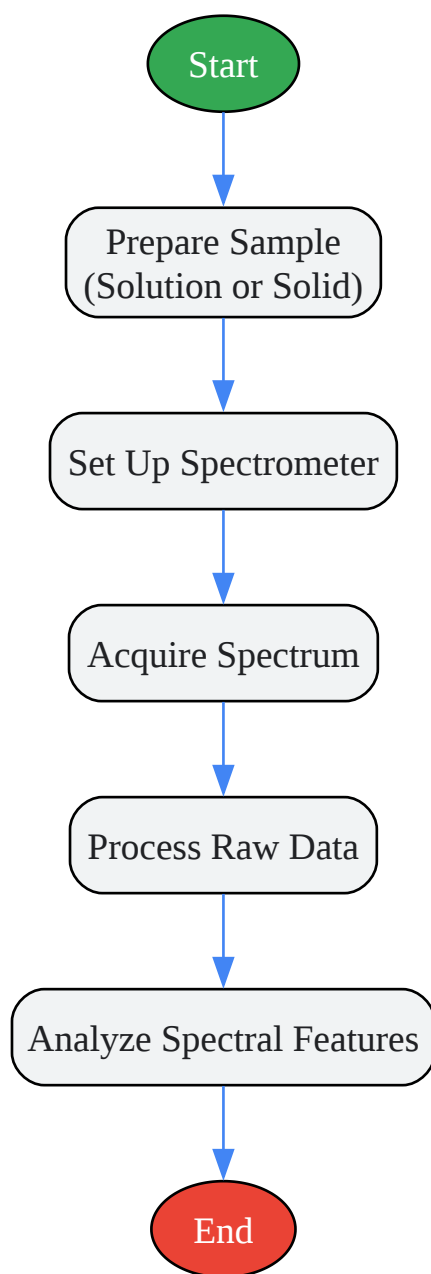 Start
Prepare Sample
(Solution or Solid)
Set Up Spectrometer
Acquire Spectrum
Process Raw Data
Analyze Spectral Features
End